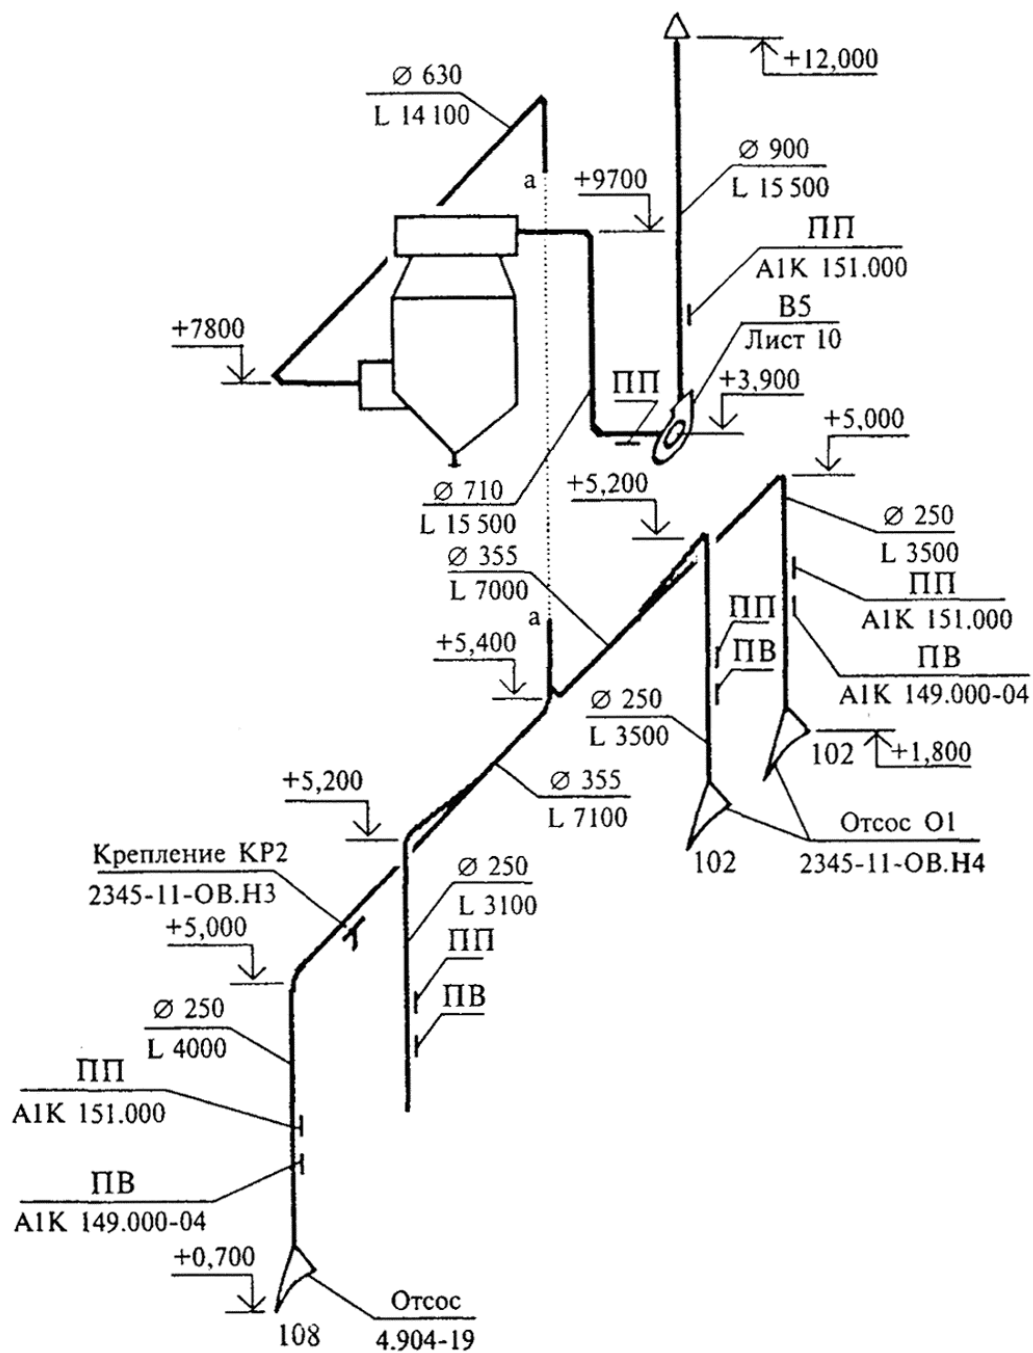 +12,000
Ø 630
L 14 100
Ø 900
L 15 500
а
+9700
ПП
А1К 151.000
В5
Лист 10
+7800
ПП
+3,900
+5,000
Ø 710
L 15 500
+5,200
Ø 250
L 3500
Ø 355
L 7000
ПП
А1К 151.000
а
ПП
ПВ
+5,400
ПВ
А1К 149.000-04
Ø 250
L 3500
102
+1,800
+5,200
Ø 355
L 7100
Отсос О1
2345-11-ОВ.Н4
102
Крепление КР2
2345-11-ОВ.Н3
Ø 250
L 3100
+5,000
ПП
ПВ
Ø 250
L 4000
ПП
А1К 151.000
ПВ
А1К 149.000-04
+0,700
Отсос
4.904-19
108